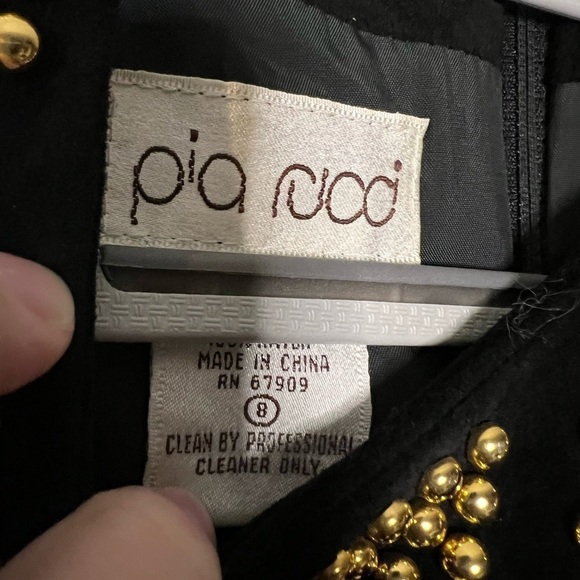 pia rucci
MADE IN CHINA
RN 67909
8
CLEAN BY PROFESSIONAL
CLEANER ONLY